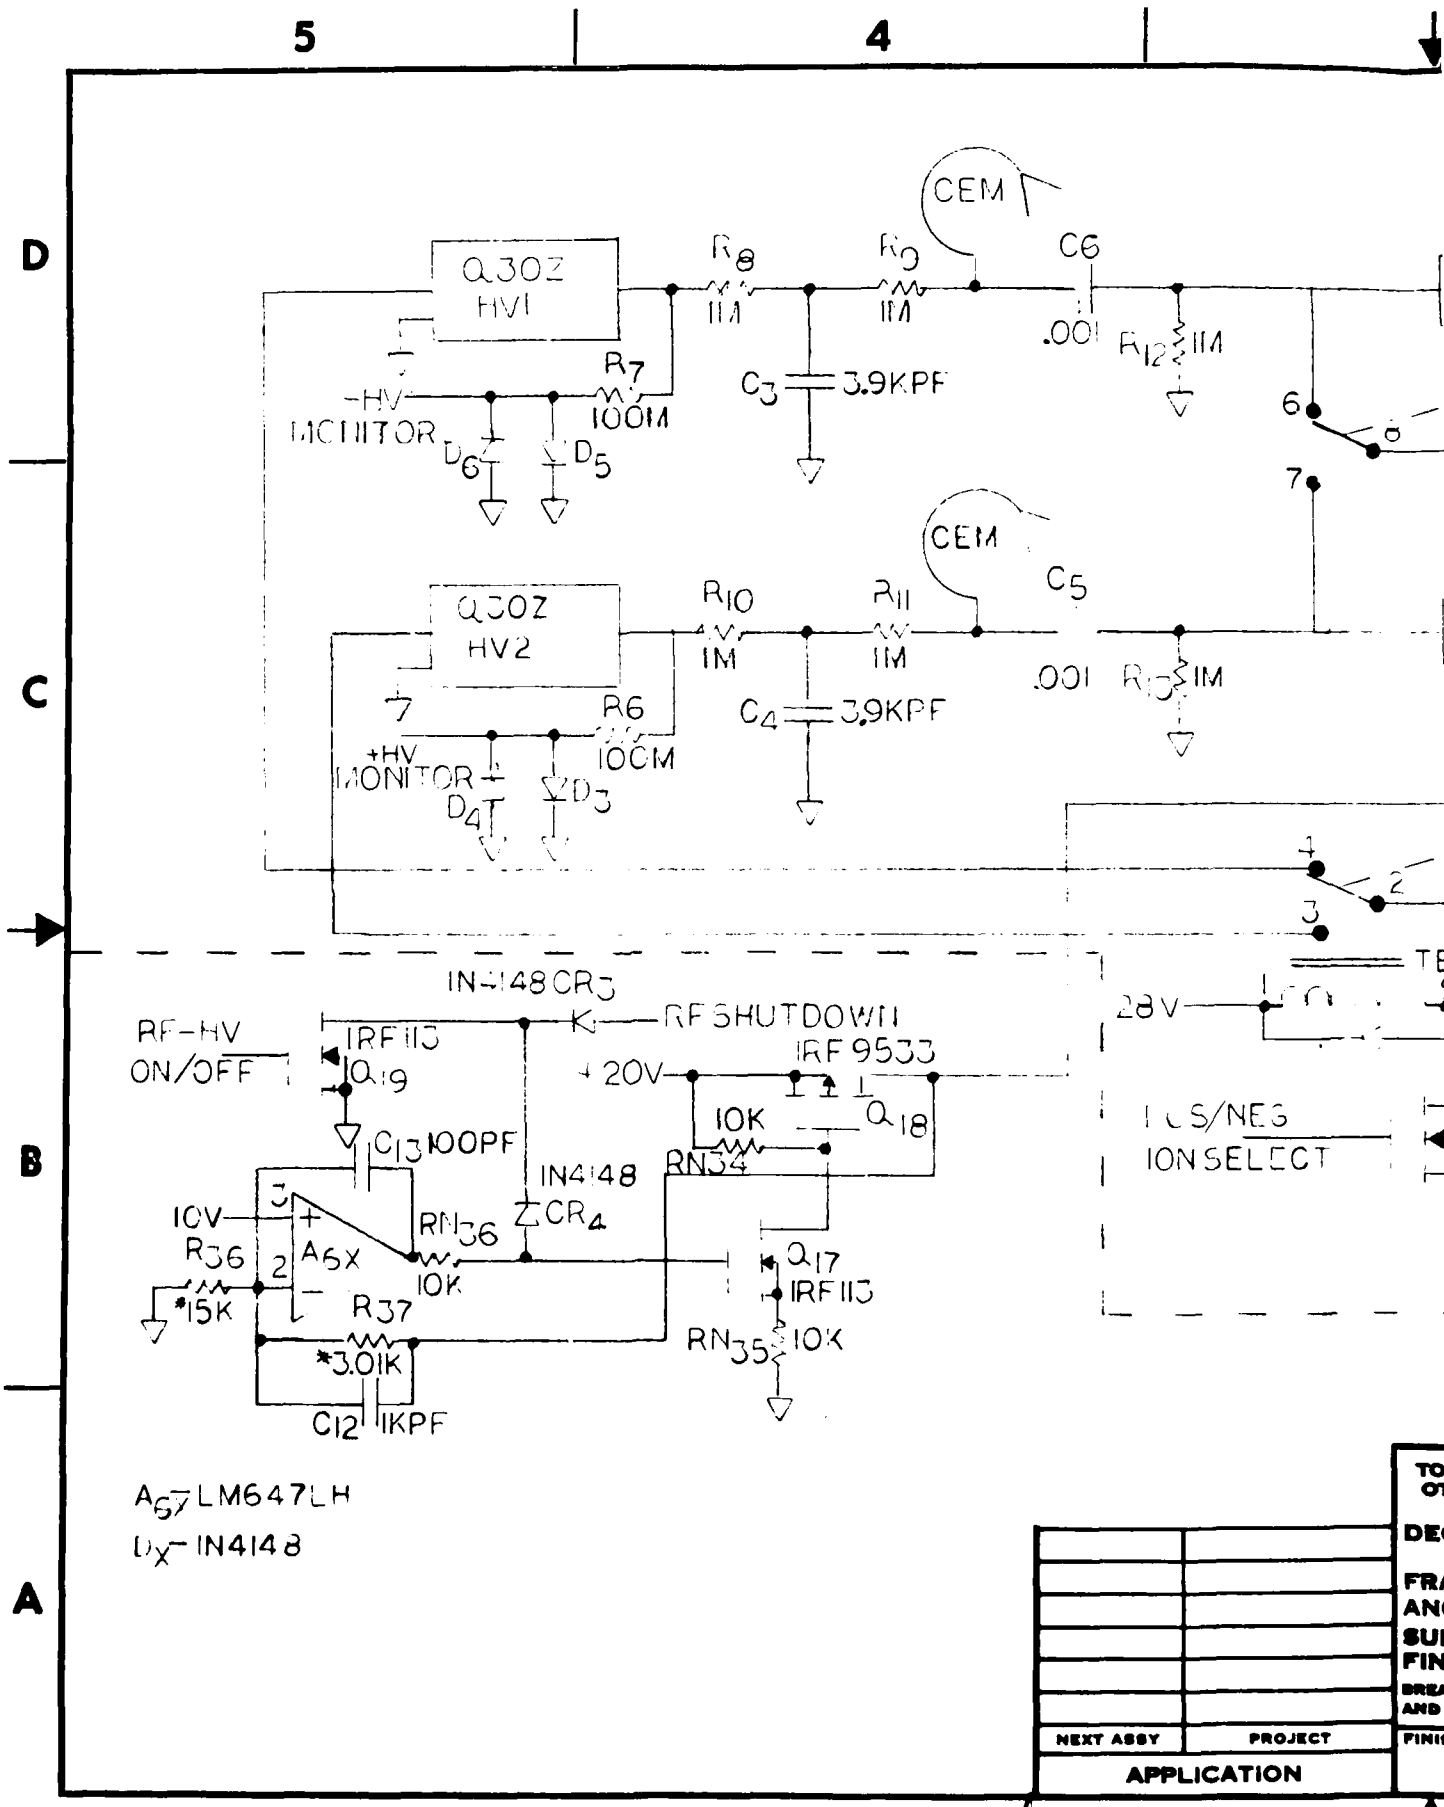 5 4
D
CEM
Q30Z
HV1
R8
1M
R9
1M
C6
.001
R12 1M
R7
100M
C3 3.9KPF
-HV
MONITOR
D6 D5
6
8
7
CEM
C5
Q30Z
HV2
R10
1M
R11
1M
.001
R13 1M
C
R6
100M
C4 3.9KPF
+HV
MONITOR
D4 D3
4
2
3
IN4148 CR3
28V
RF-HV
ON/OFF
IRF113
Q19
RF SHUTDOWN
IRF9533
+20V
Q18
10K
RN34
ION SELECT
B
C13 100PF
IN4148
CR4
10V
3
+
A6X
RN36
10K
R36
*15K
2
-
Q17
IRF113
R37
*3.01K
RN35 10K
C12 1KPF
LM647LH
DX-IN4148
A
NEXT ASSY PROJECT
APPLICATION